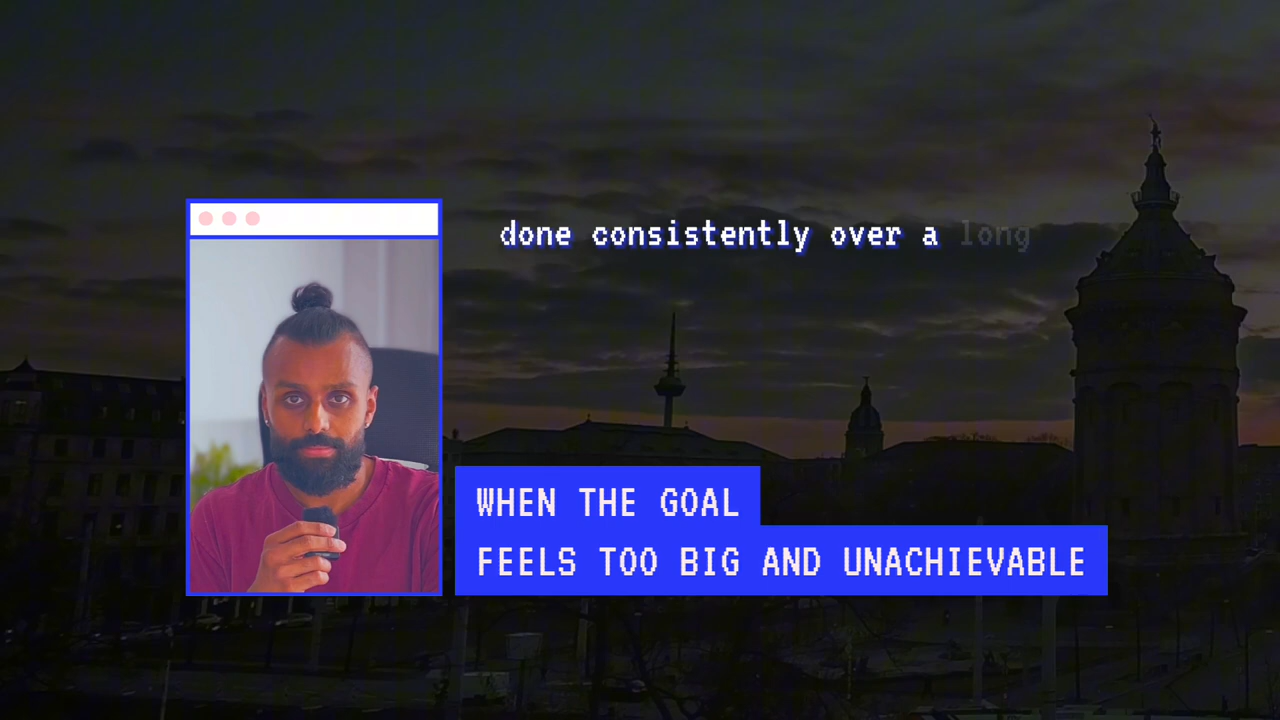 done consistently over a long
WHEN THE GOAL
FEELS TOO BIG AND UNACHIEVABLE